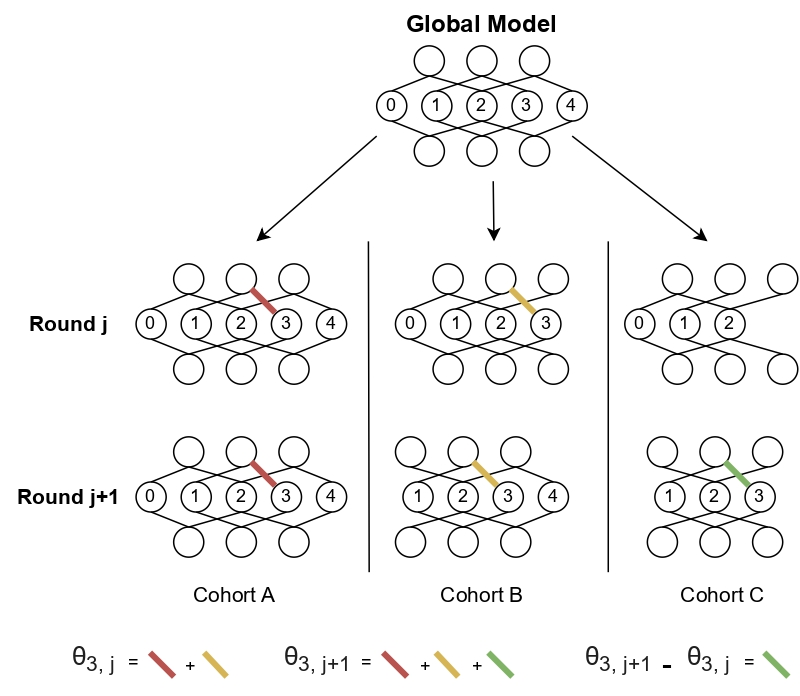 Global Model
0 1 2 3 4
Round j
0 1 2 3 4
0 1 2 3
0 1 2
Round j+1
0 1 2 3 4
1 2 3 4
1 2 3
Cohort A
Cohort B
Cohort C
θ3, j = +
θ3, j+1 = + +
θ3, j+1 - θ3, j =